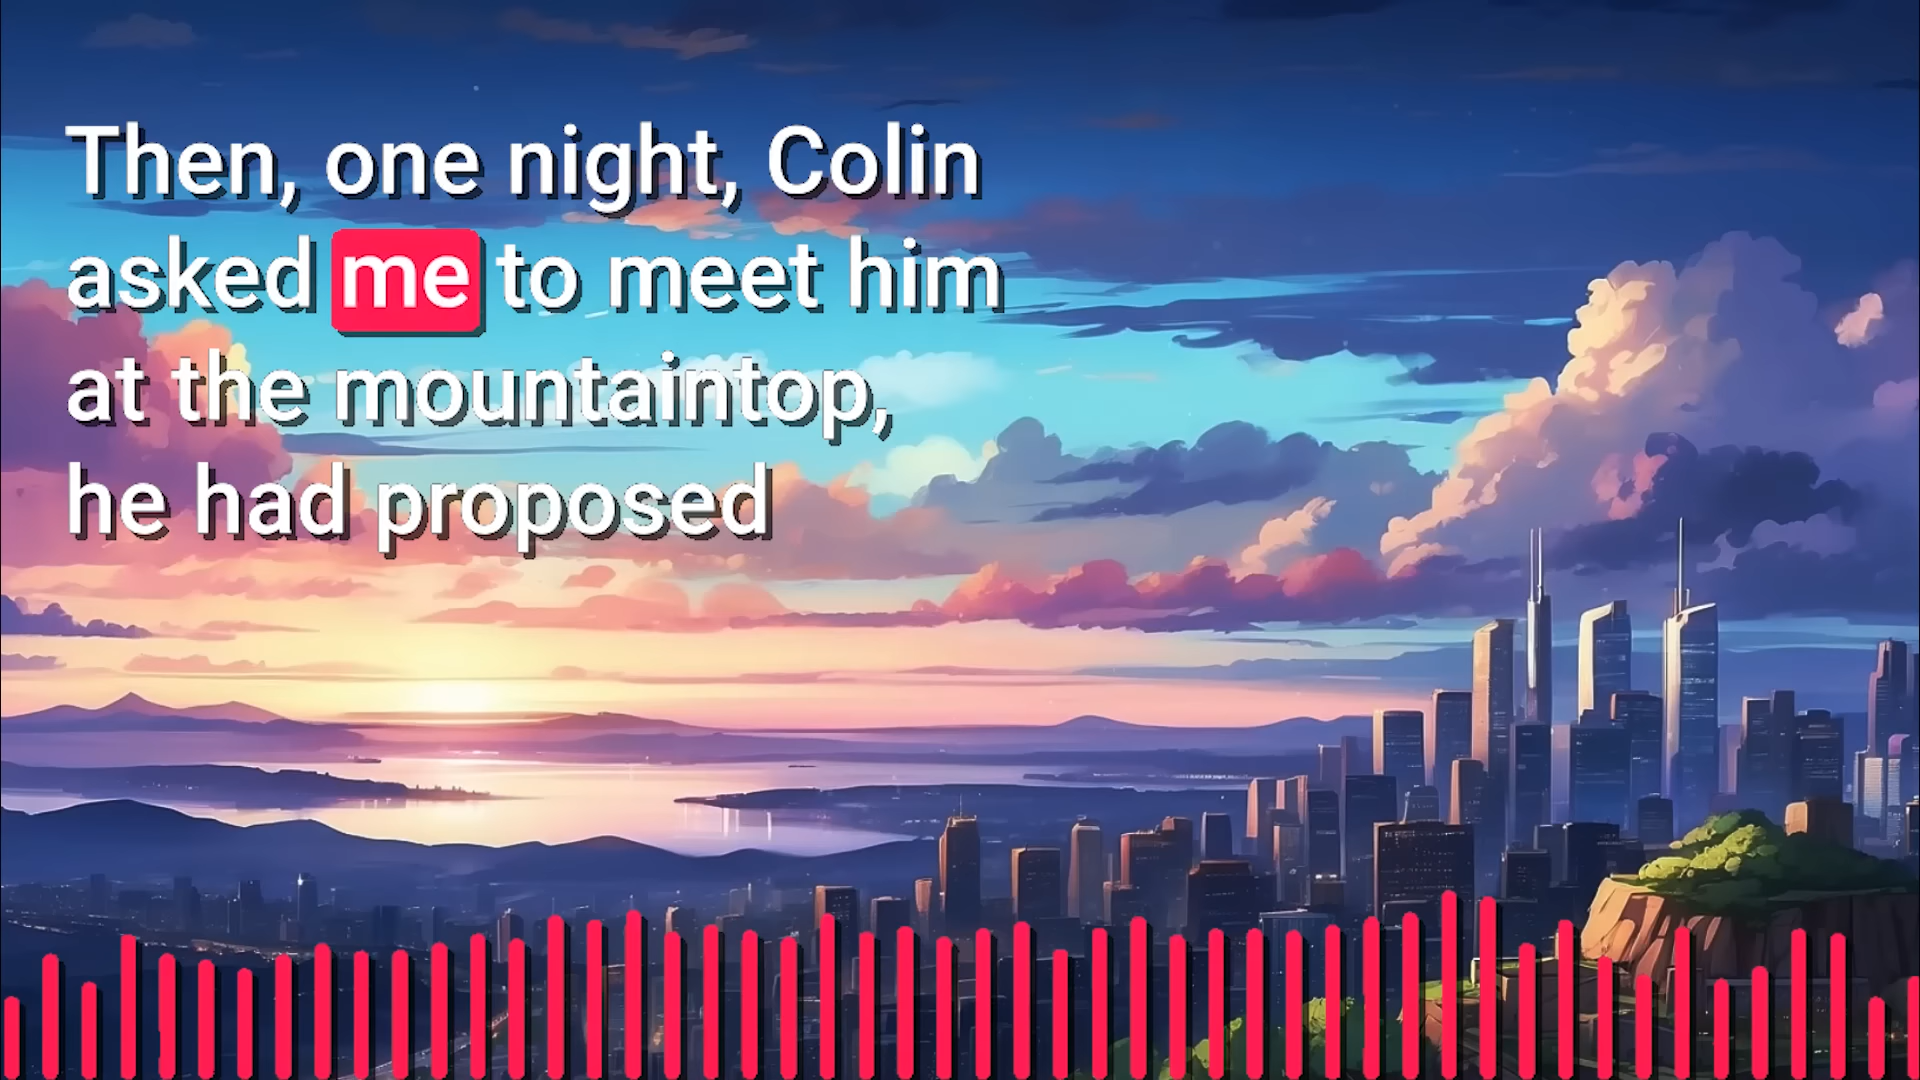 Then, one night, Colin
asked me to meet him
at the mountaintop,
he had proposed